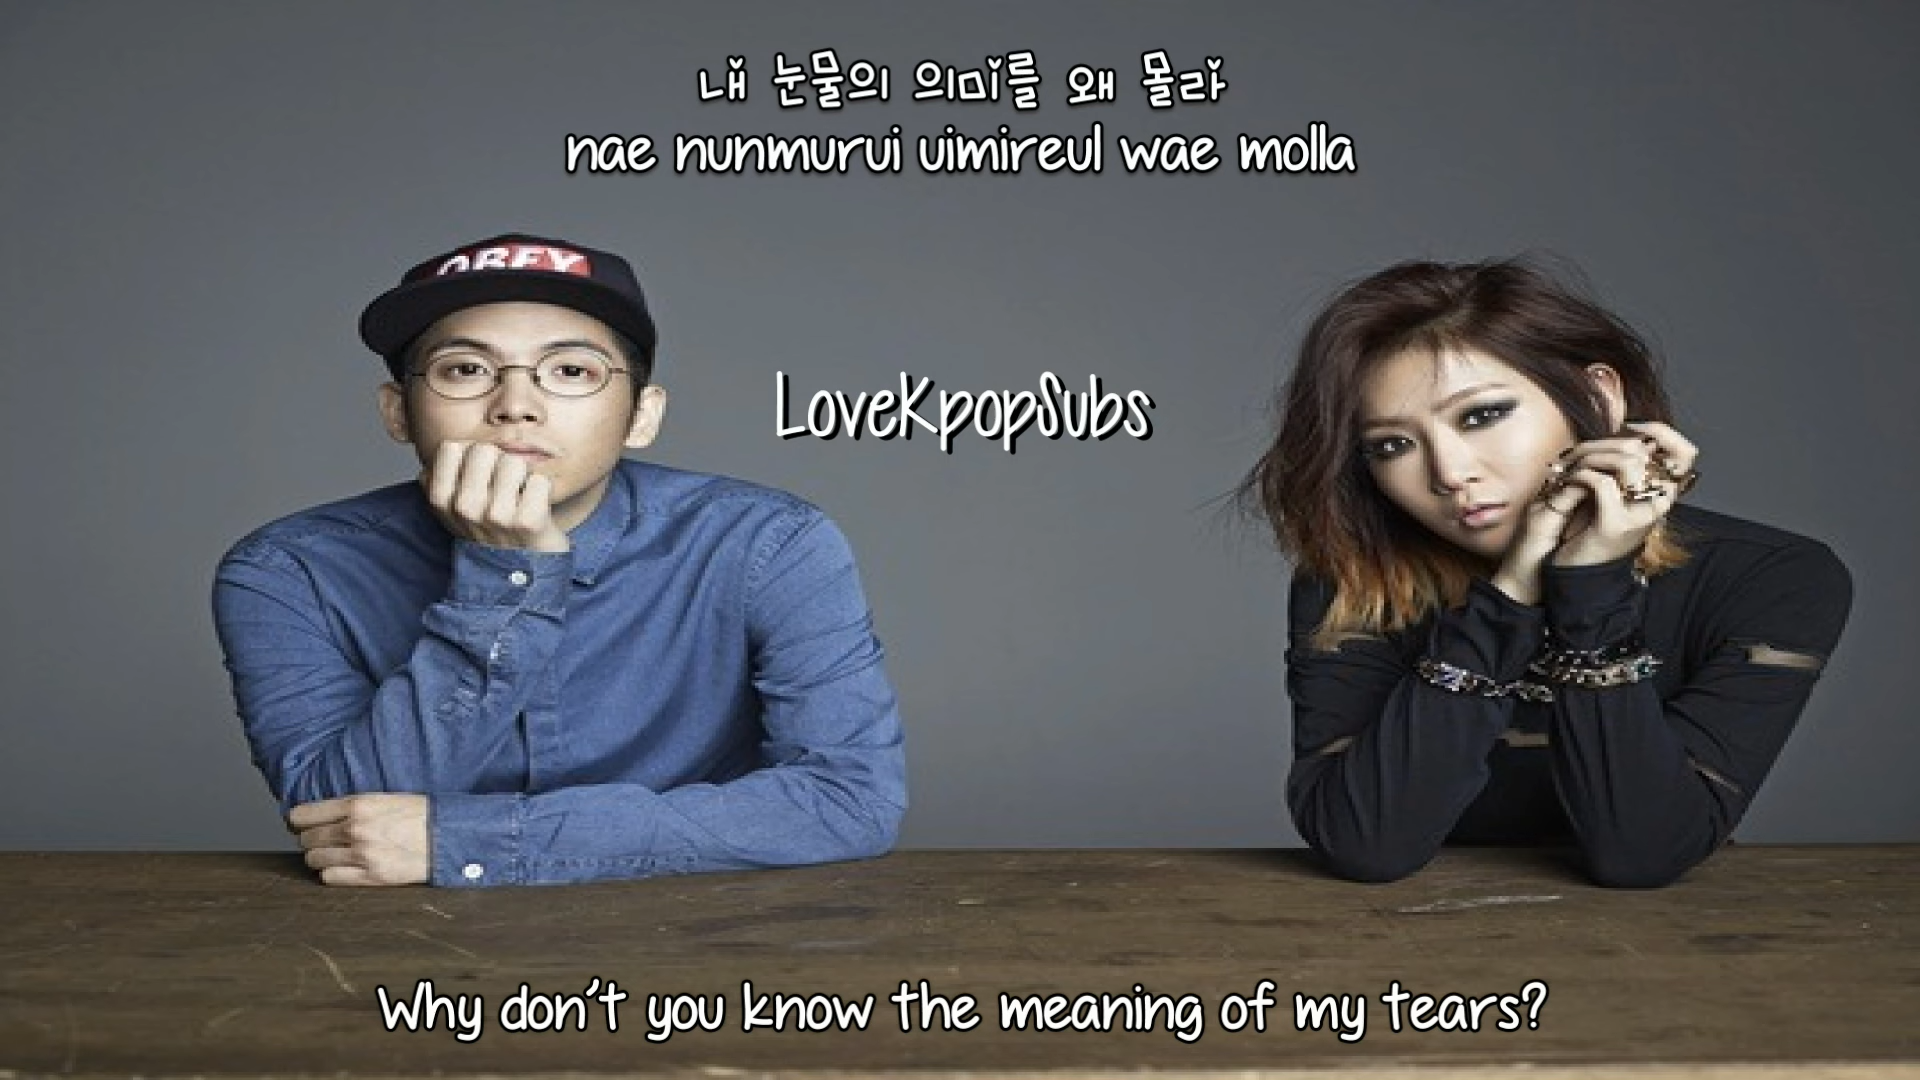 내 눈물의 의미를 왜 몰라
nae nunmurui uimireul wae molla
OBEY
LoveKpopSubs
Why don't you know the meaning of my tears?